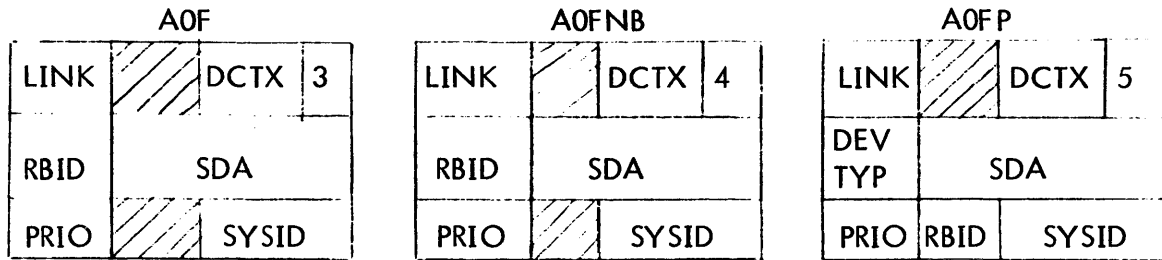 A0F A0FNB A0FP
LINK DCTX 3 LINK DCTX 4 LINK DCTX 5
RBID SDA RBID SDA DEV TYP SDA
PRIO SYSID PRIO SYSID PRIO RBID SYSID